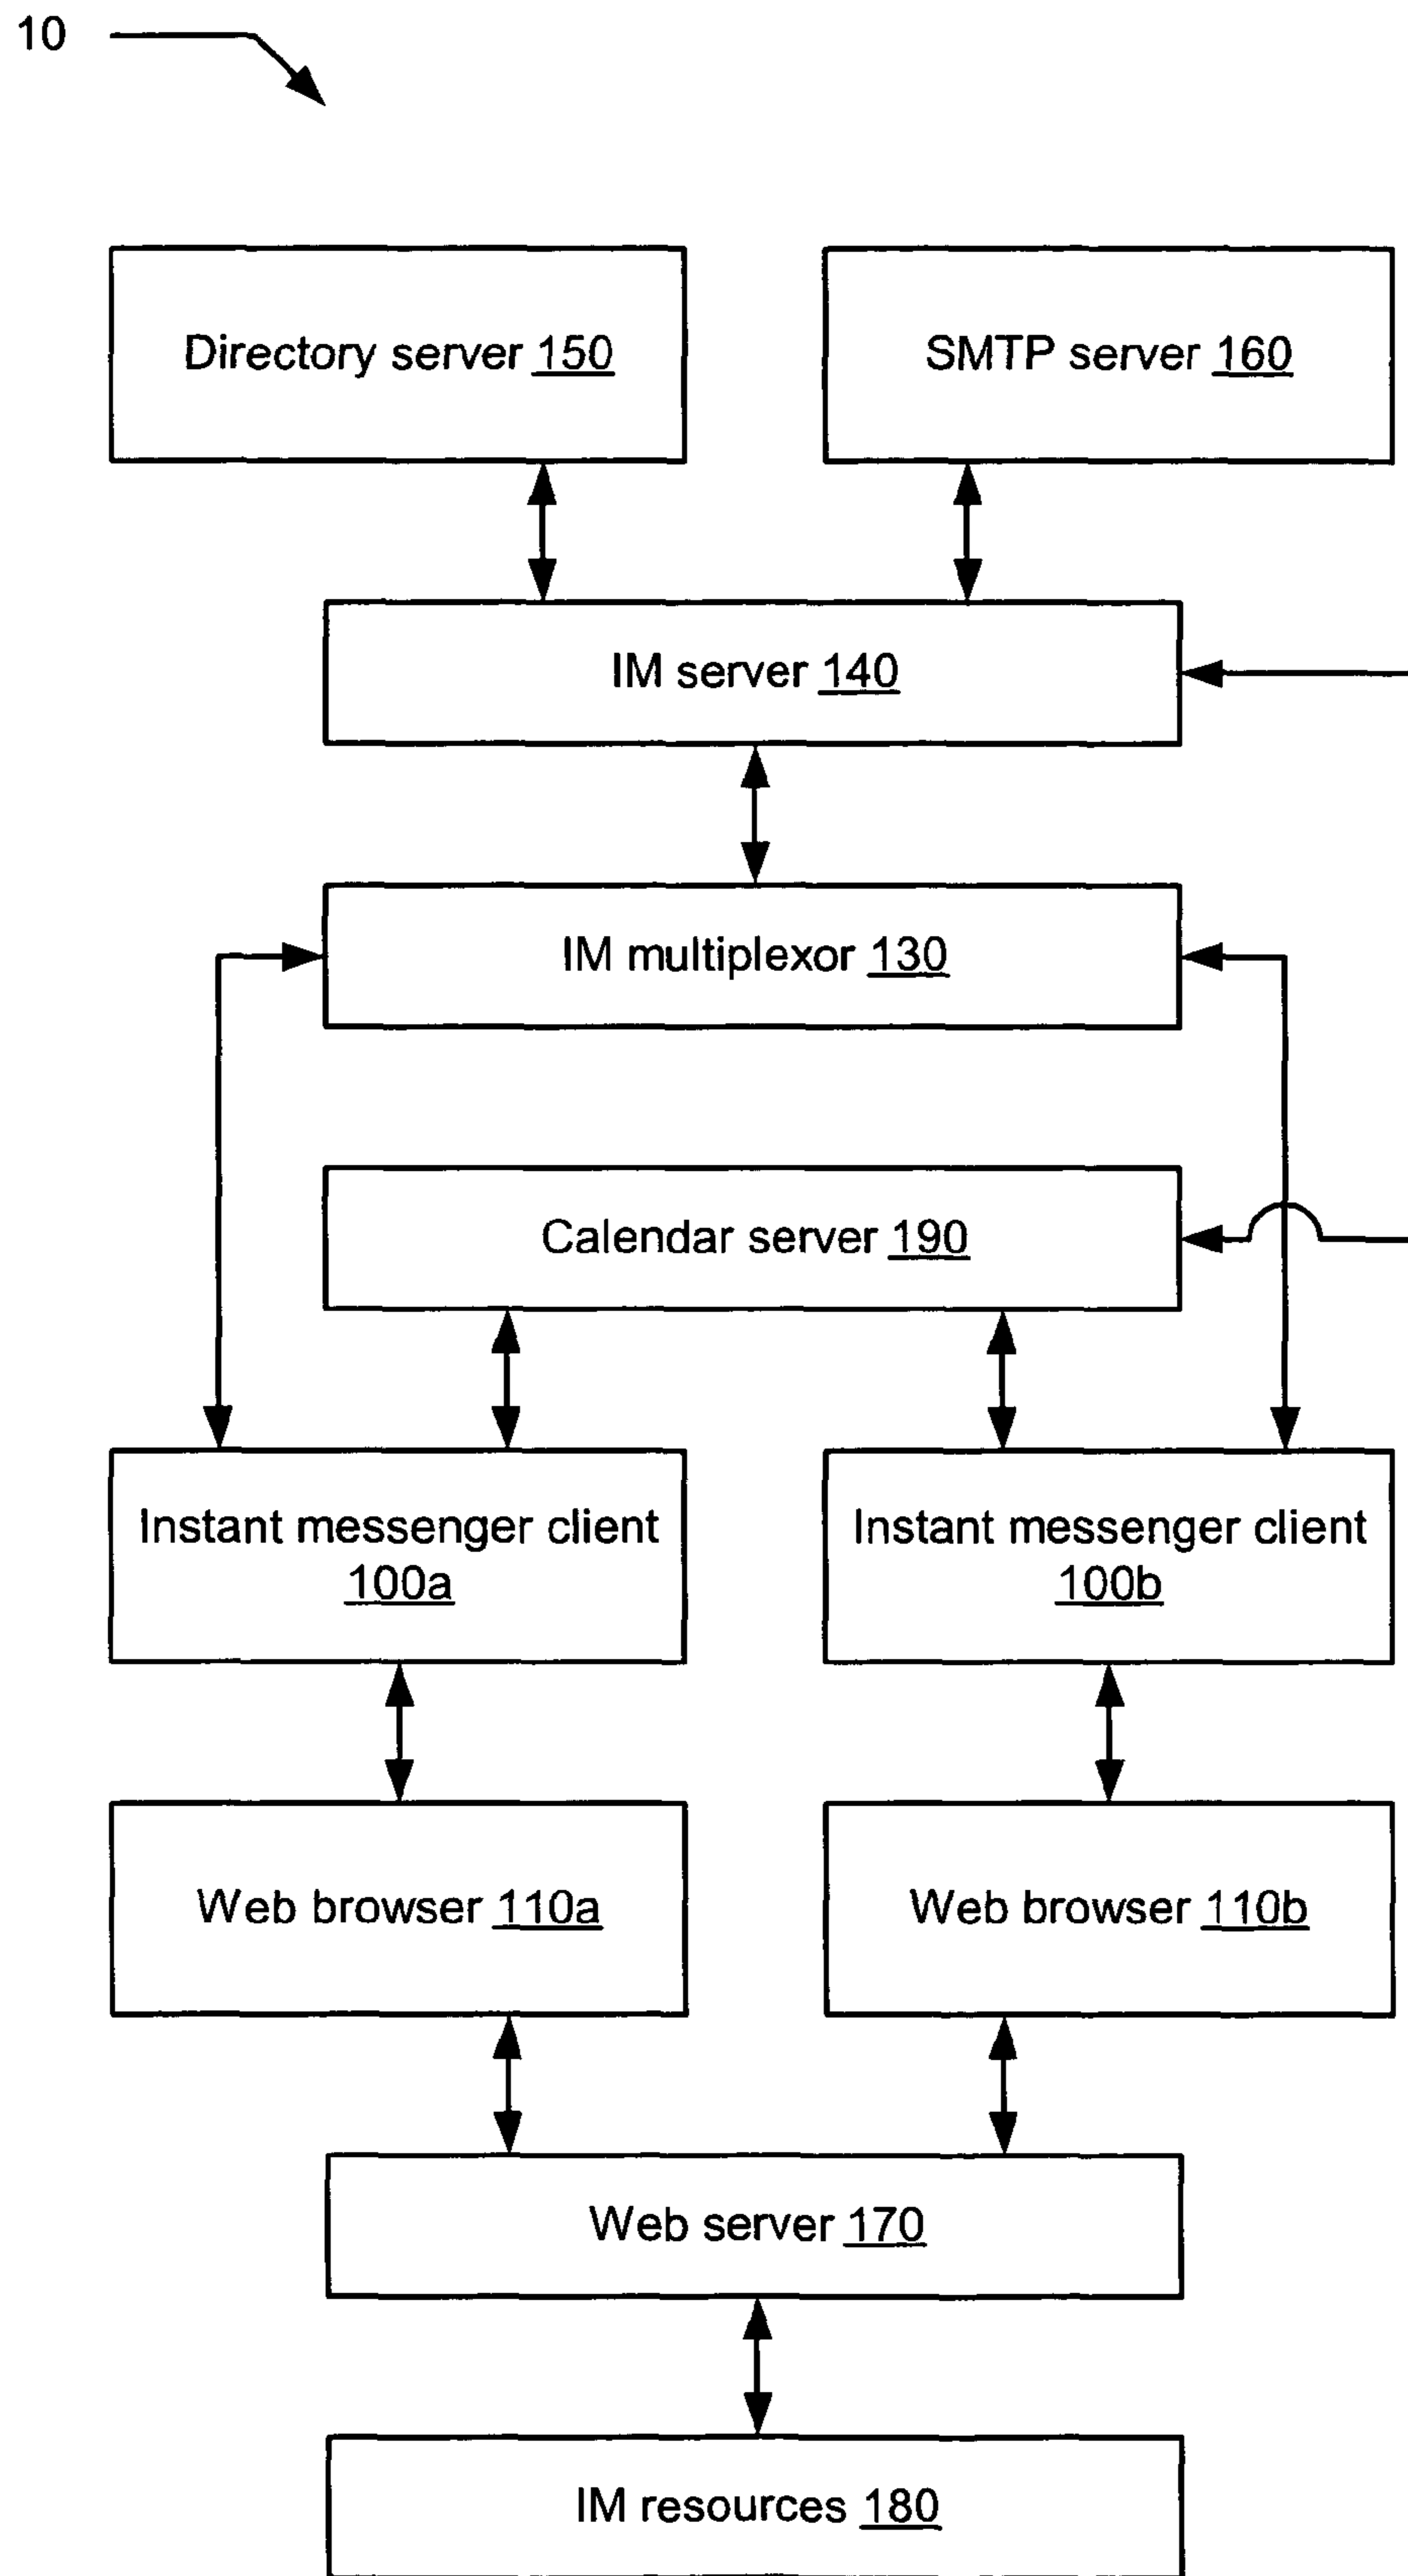 10
Directory server 150
SMTP server 160
IM server 140
IM multiplexor 130
Calendar server 190
Instant messenger client
100a
Instant messenger client
100b
Web browser 110a
Web browser 110b
Web server 170
IM resources 180